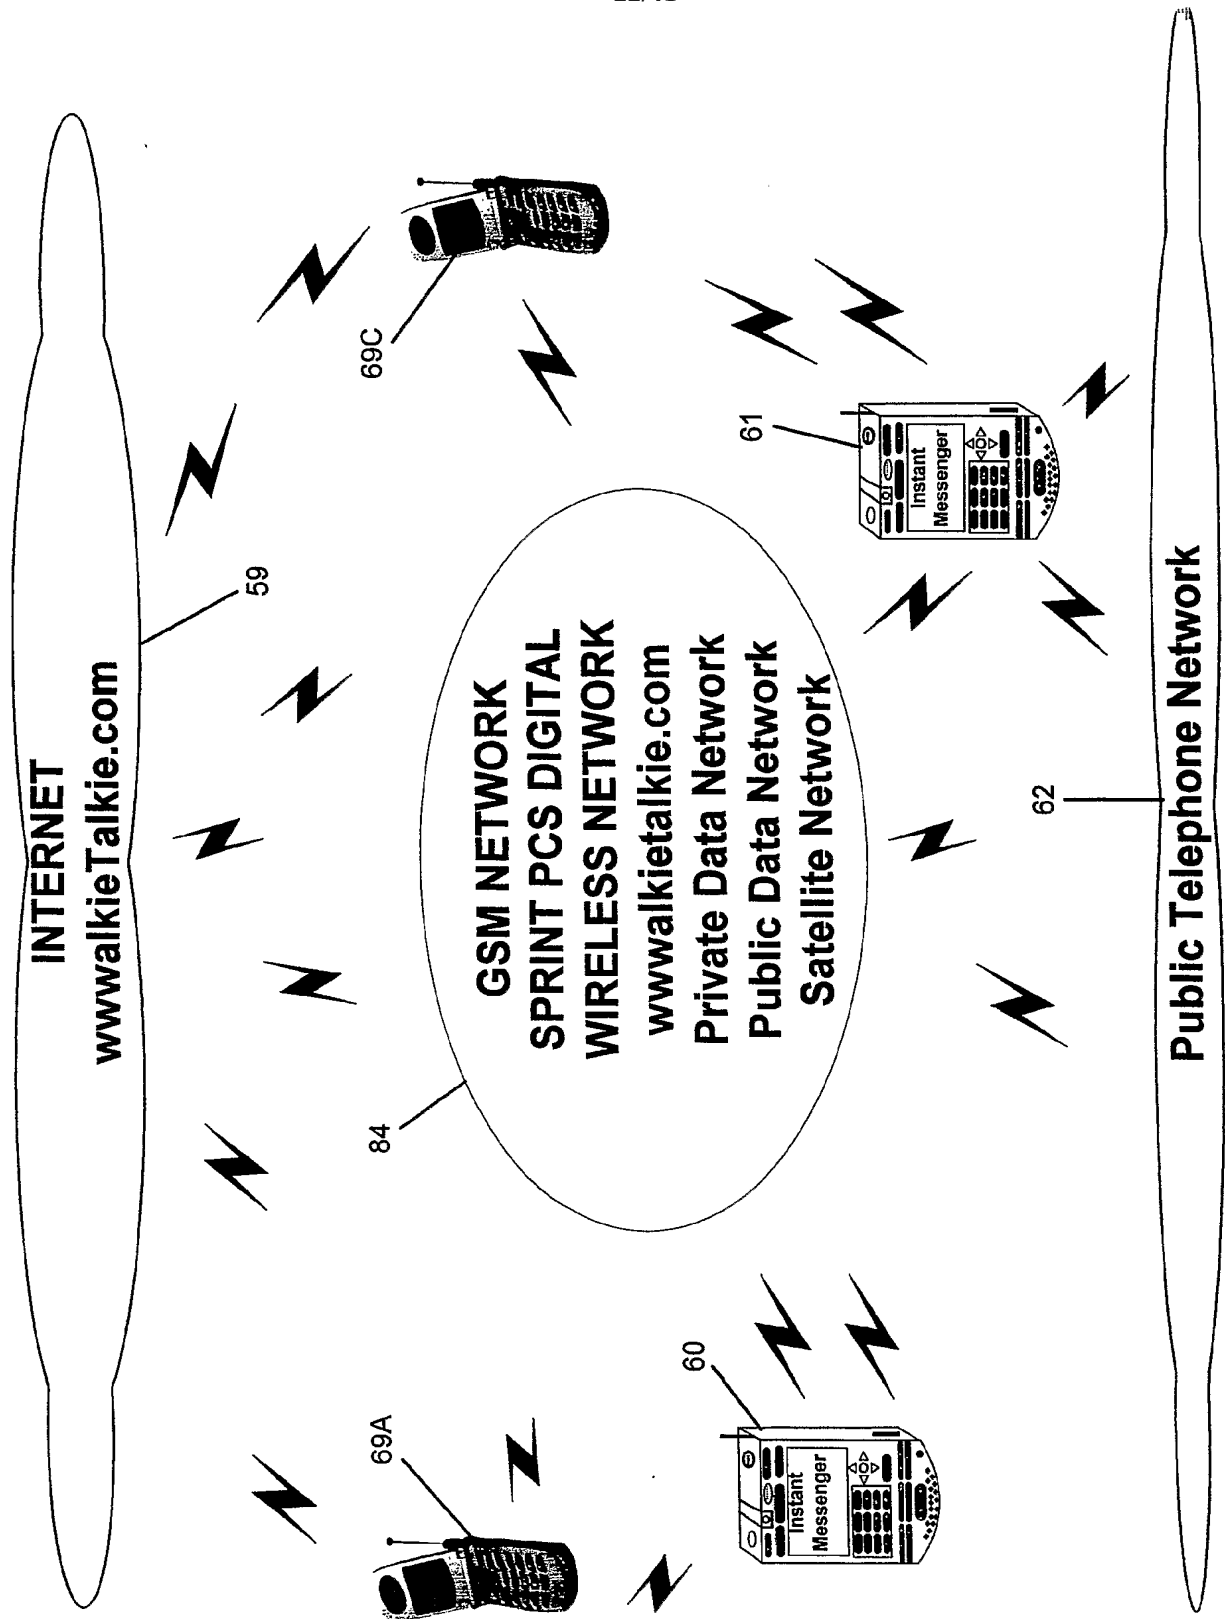 INTERNET
wwwalkieTalkie.com
59
69C
69A
84
GSM NETWORK
SPRINT PCS DIGITAL
WIRELESS NETWORK
wwwalkietalkie.com
Private Data Network
Public Data Network
Satellite Network
60
Instant
Messenger
61
Instant
Messenger
62
Public Telephone Network